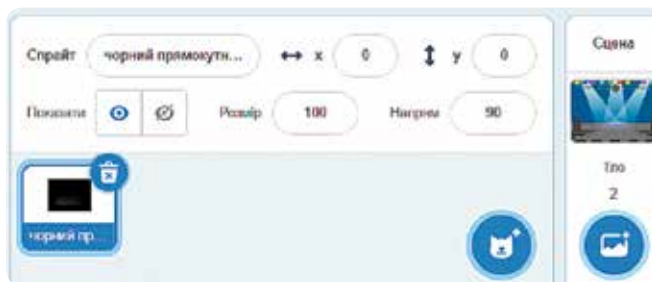 Спрайт чорний прямокутн... x 0 y 0
Показати Розмір 100 Напрям 90
чорний пр...
Сцена
Тло
2